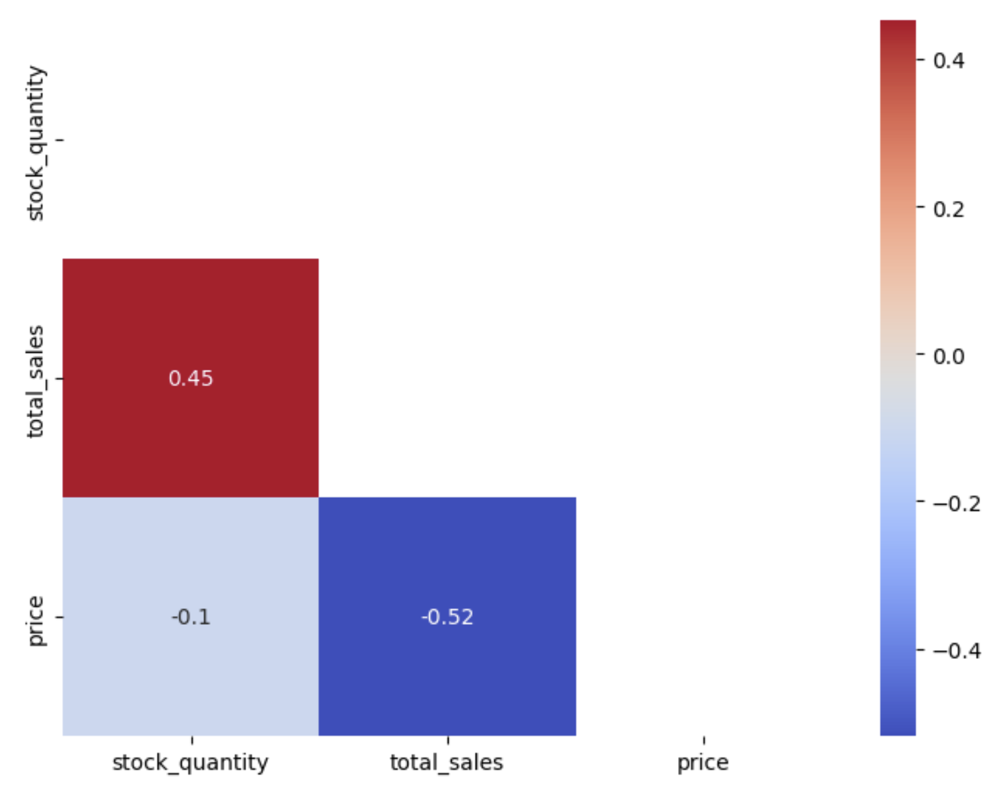 stock_quantity
total_sales
price
0.45
-0.1
-0.52
stock_quantity
total_sales
price
0.4
0.2
0.0
−0.2
−0.4